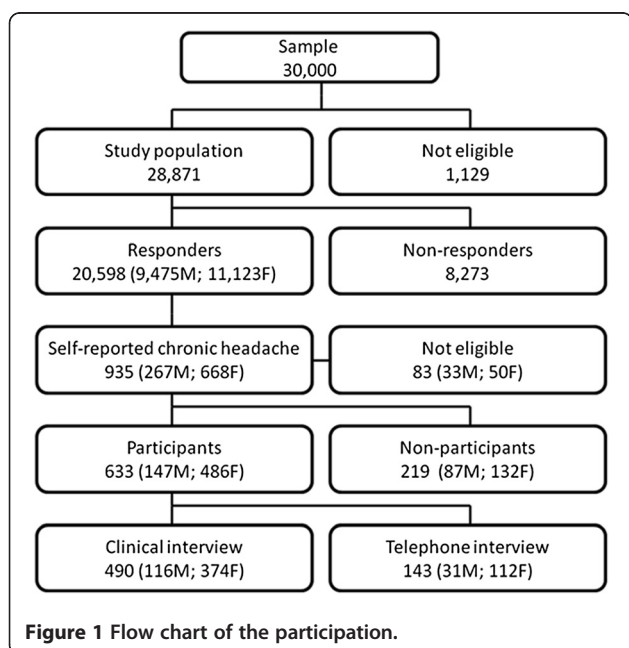 Sample
30,000
Study population
28,871
Not eligible
1,129
Responders
20,598 (9,475M; 11,123F)
Non-responders
8,273
Self-reported chronic headache
935 (267M; 668F)
Not eligible
83 (33M; 50F)
Participants
633 (147M; 486F)
Non-participants
219 (87M; 132F)
Clinical interview
490 (116M; 374F)
Telephone interview
143 (31M; 112F)
Figure 1 Flow chart of the participation.